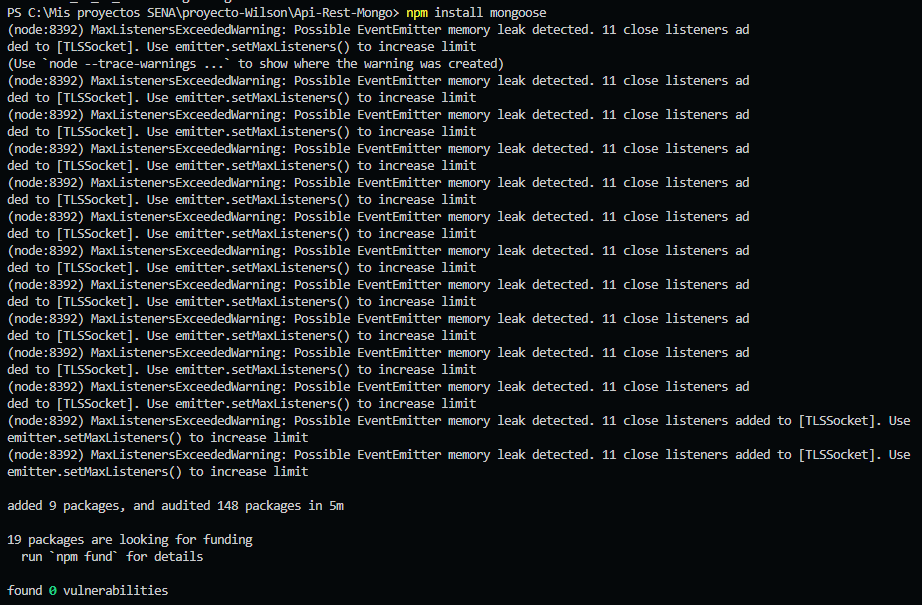 PS C:\Mis proyectos SENA\proyecto-Wilson\Api-Rest-Mongo> npm install mongoose
(node:8392) MaxListenersExceededWarning: Possible EventEmitter memory leak detected. 11 close listeners ad
ded to [TLSSocket]. Use emitter.setMaxListeners() to increase limit
(Use `node --trace-warnings ...` to show where the warning was created)
(node:8392) MaxListenersExceededWarning: Possible EventEmitter memory leak detected. 11 close listeners ad
ded to [TLSSocket]. Use emitter.setMaxListeners() to increase limit
(node:8392) MaxListenersExceededWarning: Possible EventEmitter memory leak detected. 11 close listeners ad
ded to [TLSSocket]. Use emitter.setMaxListeners() to increase limit
(node:8392) MaxListenersExceededWarning: Possible EventEmitter memory leak detected. 11 close listeners ad
ded to [TLSSocket]. Use emitter.setMaxListeners() to increase limit
(node:8392) MaxListenersExceededWarning: Possible EventEmitter memory leak detected. 11 close listeners ad
ded to [TLSSocket]. Use emitter.setMaxListeners() to increase limit
(node:8392) MaxListenersExceededWarning: Possible EventEmitter memory leak detected. 11 close listeners ad
ded to [TLSSocket]. Use emitter.setMaxListeners() to increase limit
(node:8392) MaxListenersExceededWarning: Possible EventEmitter memory leak detected. 11 close listeners ad
ded to [TLSSocket]. Use emitter.setMaxListeners() to increase limit
(node:8392) MaxListenersExceededWarning: Possible EventEmitter memory leak detected. 11 close listeners ad
ded to [TLSSocket]. Use emitter.setMaxListeners() to increase limit
(node:8392) MaxListenersExceededWarning: Possible EventEmitter memory leak detected. 11 close listeners ad
ded to [TLSSocket]. Use emitter.setMaxListeners() to increase limit
(node:8392) MaxListenersExceededWarning: Possible EventEmitter memory leak detected. 11 close listeners ad
ded to [TLSSocket]. Use emitter.setMaxListeners() to increase limit
(node:8392) MaxListenersExceededWarning: Possible EventEmitter memory leak detected. 11 close listeners ad
ded to [TLSSocket]. Use emitter.setMaxListeners() to increase limit
(node:8392) MaxListenersExceededWarning: Possible EventEmitter memory leak detected. 11 close listeners added to [TLSSocket]. Use
emitter.setMaxListeners() to increase limit
(node:8392) MaxListenersExceededWarning: Possible EventEmitter memory leak detected. 11 close listeners added to [TLSSocket]. Use
emitter.setMaxListeners() to increase limit
added 9 packages, and audited 148 packages in 5m
19 packages are looking for funding
run `npm fund` for details
found 0 vulnerabilities